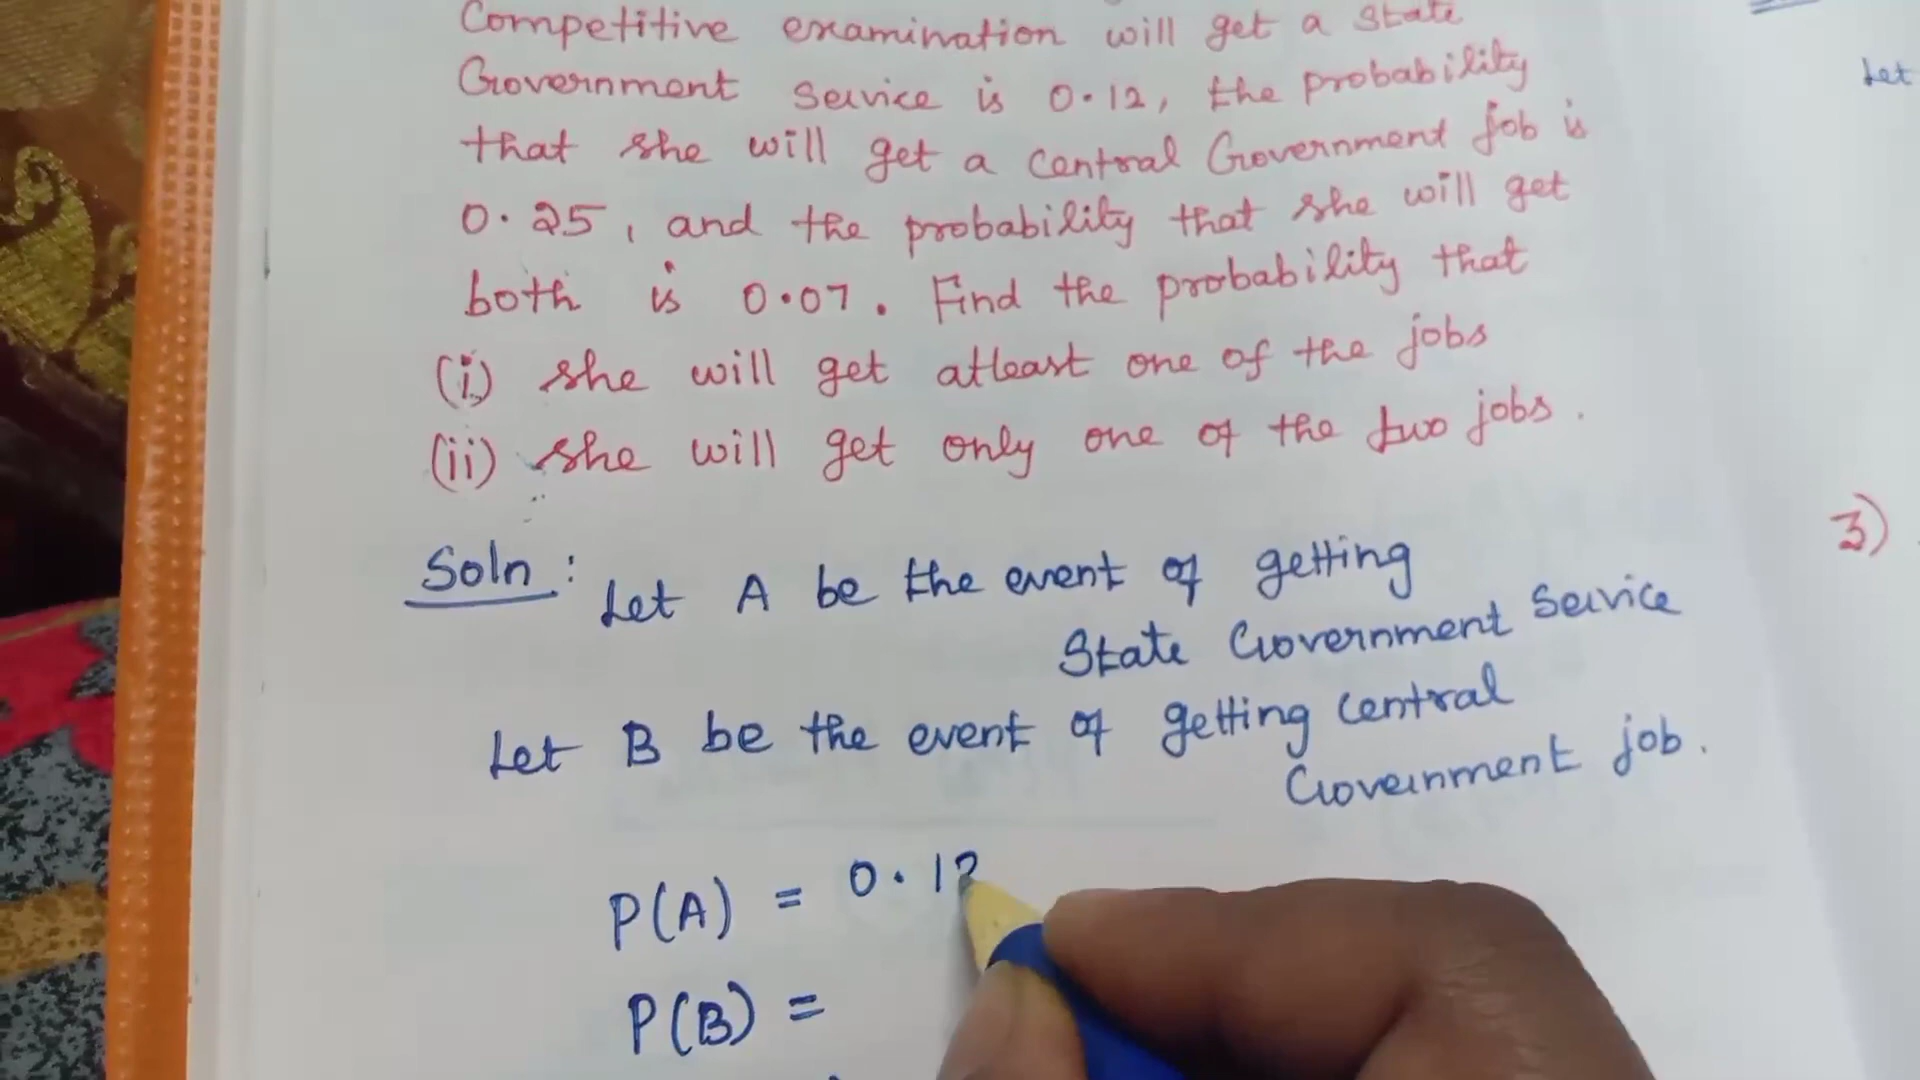 Competitive examination will get a State
Government Service is 0.12, the probability
that she will get a Central Government job is
0.25, and the probability that she will get
both is 0.07. Find the probability that
(i) she will get atleast one of the jobs
(ii) she will get only one of the two jobs.
Soln: Let A be the event of getting
State Government Service
Let B be the event of getting Central
Government job.
P(A) = 0.12
P(B) =
Let
3)